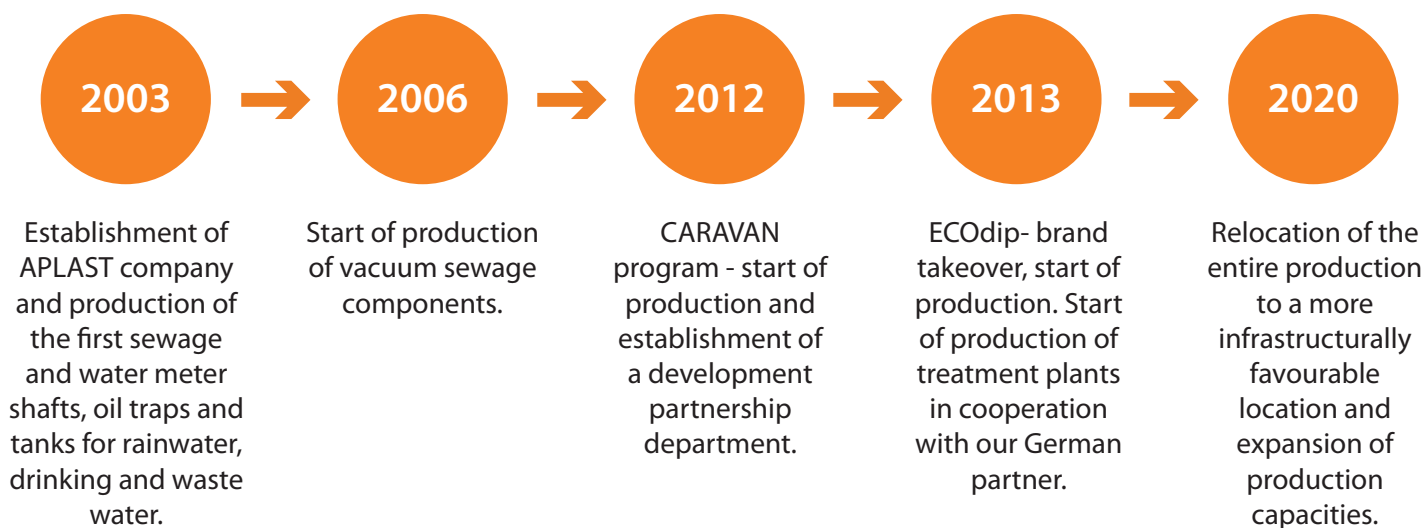 2003
Establishment of
APLAST company
and production of
the first sewage
and water meter
shafts, oil traps and
tanks for rainwater,
drinking and waste
water.
2006
Start of production
of vacuum sewage
components.
2012
CARAVAN
program - start of
production and
establishment of
a development
partnership
department.
2013
ECOdip- brand
takeover, start of
production. Start
of production of
treatment plants
in cooperation
with our German
partner.
2020
Relocation of the
entire production
to a more
infrastructurally
favourable
location and
expansion of
production
capacities.